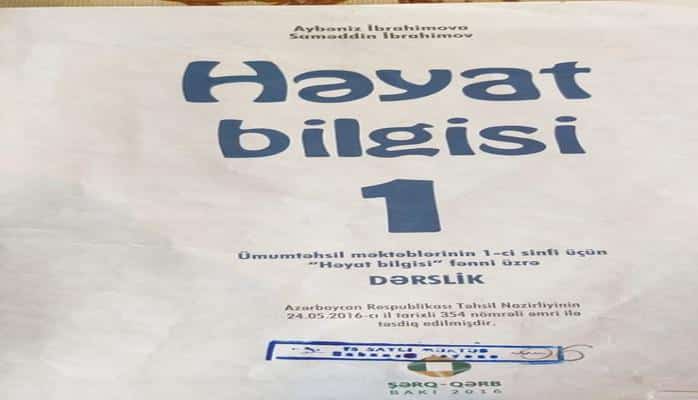 Aybəniz İbrahimova
Səməddin İbrahimov
Həyat
bilgisi
1
Ümumtəhsil məktəblərinin 1-ci sinfi üçün
"Həyat bilgisi" fənni üzrə
DƏRSLİK
Azərbaycan Respublikası Təhsil Nazirliyinin
24.05.2016-cı il tarixli 354 nömrəli əmri ilə
təsdiq edilmişdir.
ŞƏRQ-QƏRB
BAKI 2016